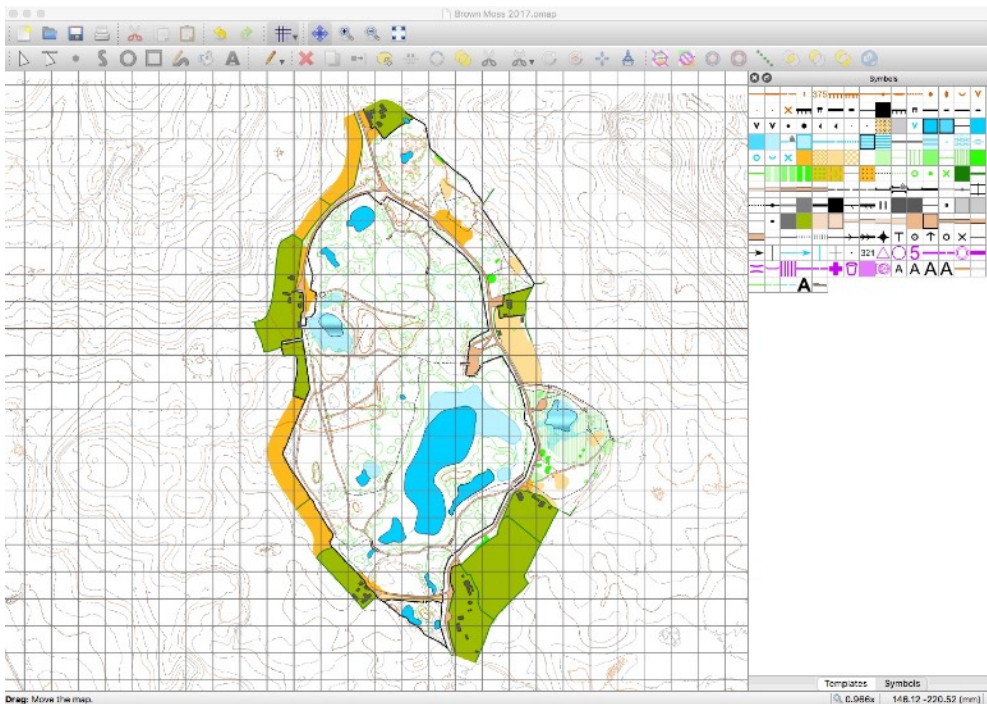 Brown Moss 2017.omap
A
Symbols
375
321
5
A A A A
A
Templates Symbols
Drag: Move the map.
0.966x 146.12 -220.52 (mm)